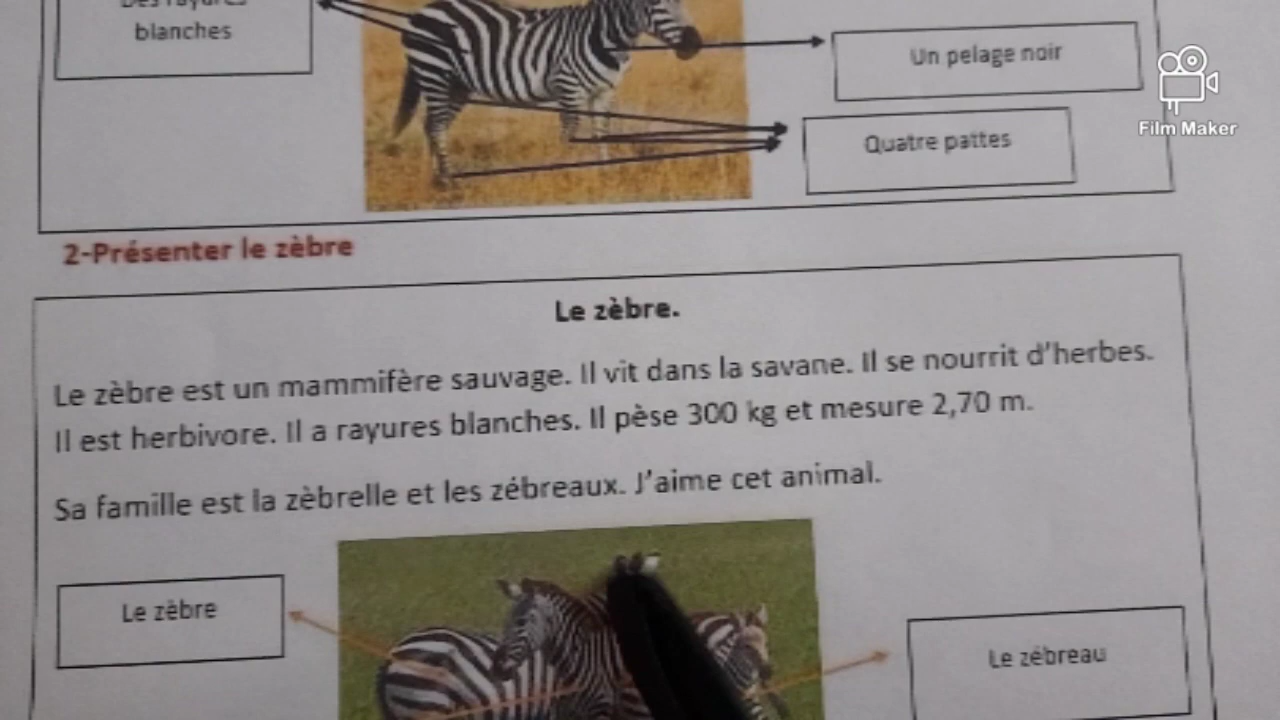 Des rayures
blanches
Un pelage noir
Film Maker
Quatre pattes
2-Présenter le zèbre
Le zèbre.
Le zèbre est un mammifère sauvage. Il vit dans la savane. Il se nourrit d'herbes.
Il est herbivore. Il a rayures blanches. Il pèse 300 kg et mesure 2,70 m.
Sa famille est la zèbrelle et les zébreaux. J'aime cet animal.
Le zèbre
Le zébreau